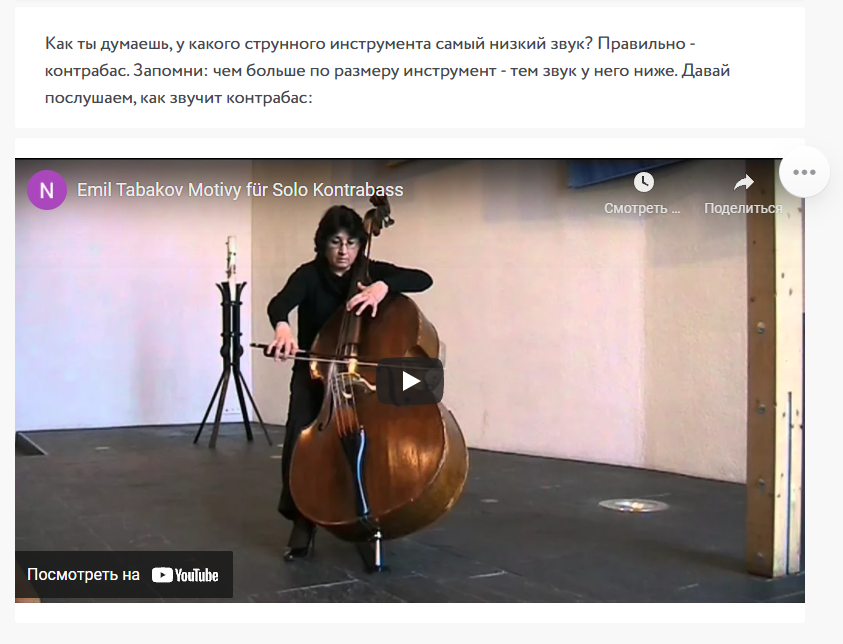 Как ты думаешь, у какого струнного инструмента самый низкий звук? Правильно -
контрабас. Запомни: чем больше по размеру инструмент - тем звук у него ниже. Давай
послушаем, как звучит контрабас:
N Emil Tabakov Motivy für Solo Kontrabass
Смотреть ... Поделиться
Посмотреть на YouTube